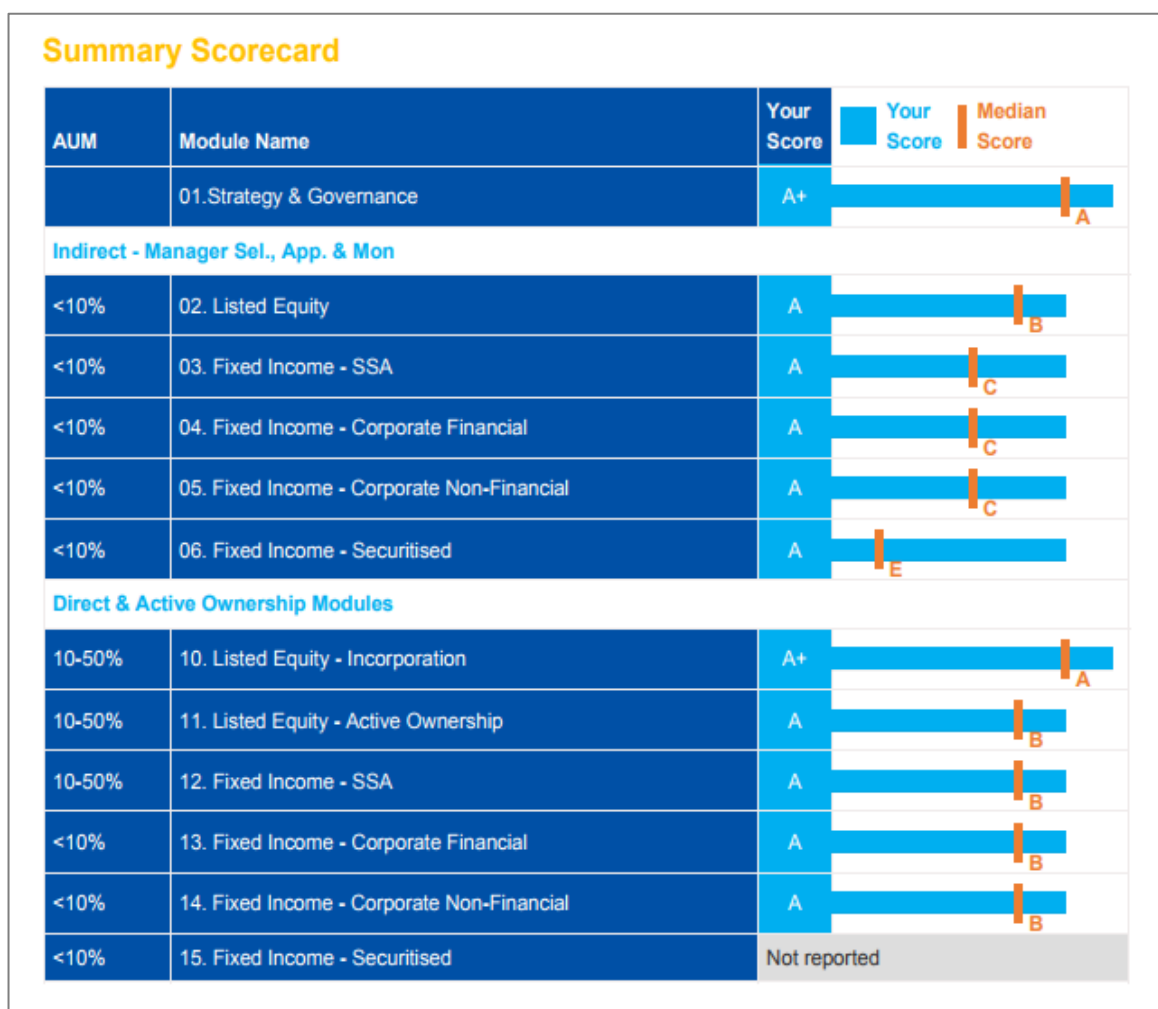 Summary Scorecard
AUM Module Name Your Score Your Score Median Score
01.Strategy & Governance A+ A
Indirect - Manager Sel., App. & Mon
<10% 02. Listed Equity A B
<10% 03. Fixed Income - SSA A C
<10% 04. Fixed Income - Corporate Financial A C
<10% 05. Fixed Income - Corporate Non-Financial A C
<10% 06. Fixed Income - Securitised A E
Direct & Active Ownership Modules
10-50% 10. Listed Equity - Incorporation A+ A
10-50% 11. Listed Equity - Active Ownership A B
10-50% 12. Fixed Income - SSA A B
<10% 13. Fixed Income - Corporate Financial A B
<10% 14. Fixed Income - Corporate Non-Financial A B
<10% 15. Fixed Income - Securitised Not reported